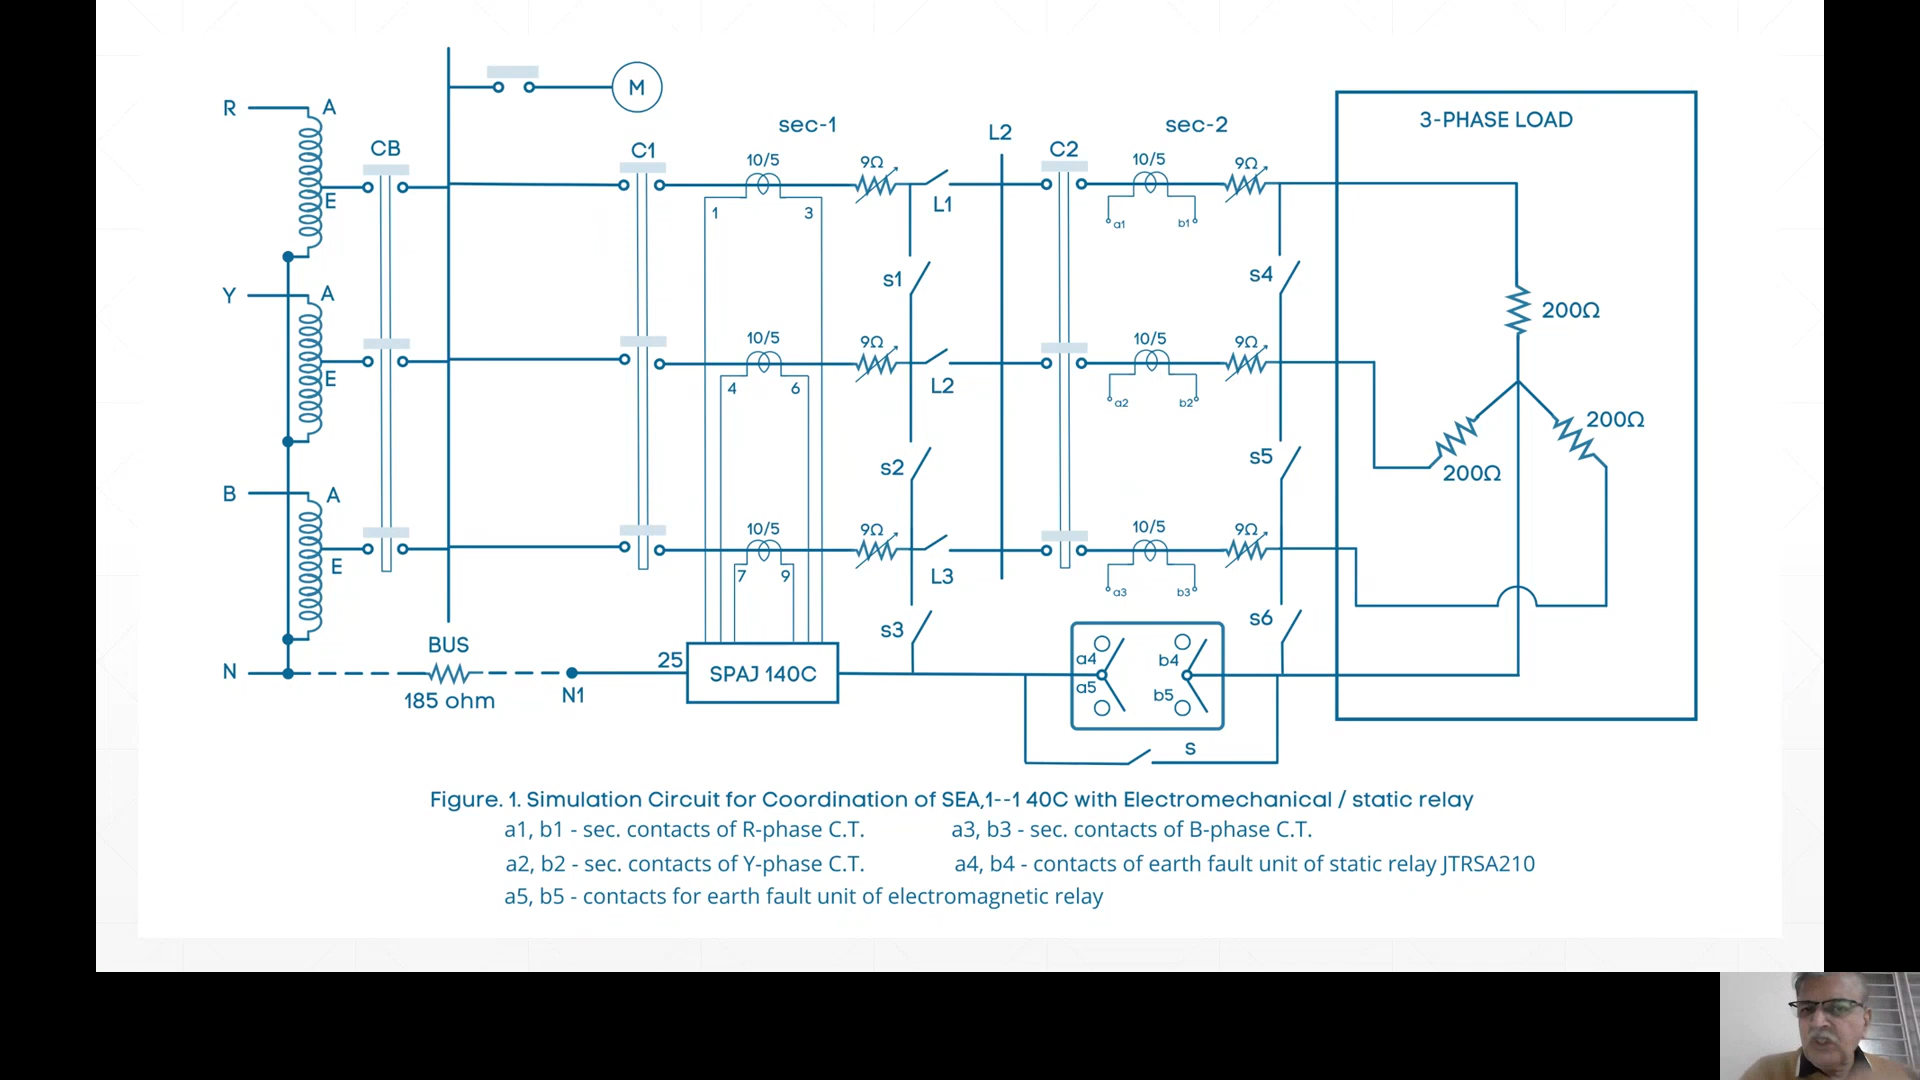 M
R
A
sec-1
sec-2
3-PHASE LOAD
L2
CB
C1
C2
10/5
9Ω
10/5
9Ω
E
1
3
L1
a1
b1
s1
s4
Y
A
200Ω
10/5
9Ω
10/5
9Ω
E
4
6
L2
a2
b2
200Ω
s2
s5
200Ω
B
A
10/5
9Ω
10/5
9Ω
E
7
9
L3
a3
b3
s3
s6
BUS
25
SPAJ 140C
a4
b4
N
185 ohm
N1
a5
b5
s
Figure. 1. Simulation Circuit for Coordination of SEA,1--1 40C with Electromechanical / static relay
a1, b1 - sec. contacts of R-phase C.T.
a3, b3 - sec. contacts of B-phase C.T.
a2, b2 - sec. contacts of Y-phase C.T.
a4, b4 - contacts of earth fault unit of static relay JTRSA210
a5, b5 - contacts for earth fault unit of electromagnetic relay